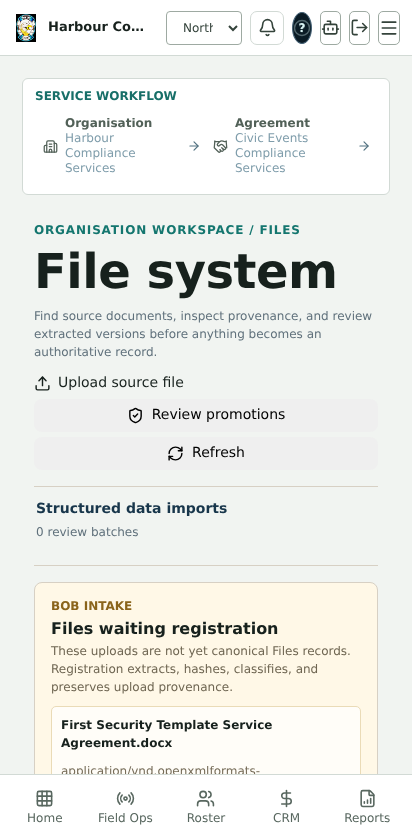 Harbour Co...
North
SERVICE WORKFLOW
Organisation
Harbour
Compliance
Services
Agreement
Civic Events
Compliance
Services
ORGANISATION WORKSPACE / FILES
File system
Find source documents, inspect provenance, and review
extracted versions before anything becomes an
authoritative record.
Upload source file
Review promotions
Refresh
Structured data imports
0 review batches
BOB INTAKE
Files waiting registration
These uploads are not yet canonical Files records.
Registration extracts, hashes, classifies, and
preserves upload provenance.
First Security Template Service
Agreement.docx
application/vnd.openxmlformats-
Home
Field Ops
Roster
CRM
Reports